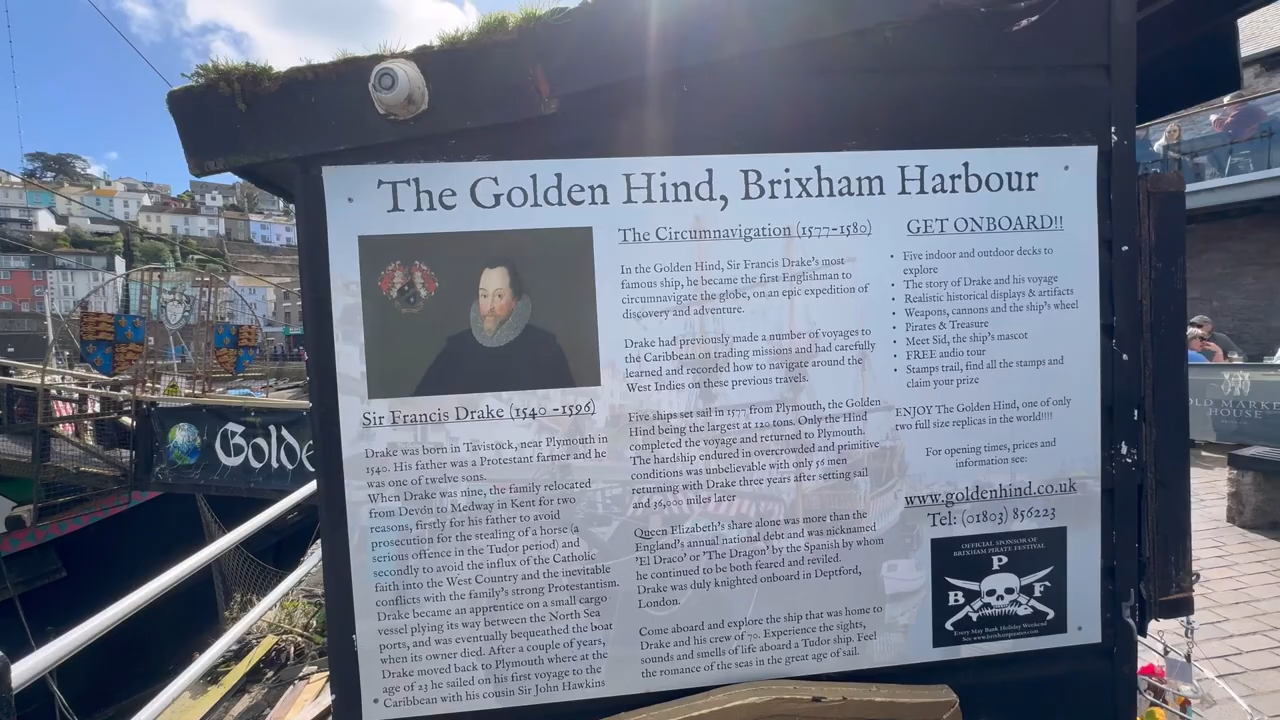 The Golden Hind, Brixham Harbour
Sir Francis Drake (1540 -1596)
Drake was born in Tavistock, near Plymouth in
1540. His father was a Protestant farmer and he
was one of twelve sons.
When Drake was nine, the family relocated
from Devon to Medway in Kent for two
reasons, firstly for his father to avoid
prosecution for the stealing of a horse (a
serious offence in the Tudor period) and
secondly to avoid the influx of the Catholic
faith into the West Country and the inevitable
conflicts with the family's strong Protestantism.
Drake became an apprentice on a small cargo
vessel plying its way between the North Sea
ports, and was eventually bequeathed the boat
when its owner died. After a couple of years,
Drake moved back to Plymouth where at the
age of 23 he sailed on his first voyage to the
Caribbean with his cousin Sir John Hawkins
The Circumnavigation (1577-1580)
In the Golden Hind, Sir Francis Drake's most
famous ship, he became the first Englishman to
circumnavigate the globe, on an epic expedition of
discovery and adventure.
Drake had previously made a number of voyages to
the Caribbean on trading missions and had carefully
learned and recorded how to navigate around the
West Indies on these previous travels.
Five ships set sail in 1577 from Plymouth, the Golden
Hind being the largest at 120 tons. Only the Hind
completed the voyage and returned to Plymouth.
The hardship endured in overcrowded and primitive
conditions was unbelievable with only 56 men
returning with Drake three years after setting sail
and 36,000 miles later
Queen Elizabeth's share alone was more than the
England's annual national debt and was nicknamed
'El Draco' or 'The Dragon' by the Spanish by whom
he continued to be both feared and reviled.
Drake was duly knighted onboard in Deptford,
London.
Come aboard and explore the ship that was home to
Drake and his crew of 70. Experience the sights,
sounds and smells of life aboard a Tudor ship. Feel
the romance of the seas in the great age of sail.
GET ONBOARD!!
• Five indoor and outdoor decks to
explore
• The story of Drake and his voyage
• Realistic historical displays & artifacts
• Weapons, cannons and the ship's wheel
• Pirates & Treasure
• Meet Sid, the ship's mascot
• FREE audio tour
• Stamps trail, find all the stamps and
claim your prize
ENJOY The Golden Hind, one of only
two full size replicas in the world!!!!
For opening times, prices and
information see:
www.goldenhind.co.uk
Tel: (01803) 856223
OFFICIAL SPONSOR OF
BRIXHAM PIRATE FESTIVAL
P
B F
Every May Bank Holiday Weekend
See www.brixhampirates.com
Golde
OLD MARKET
HOUSE